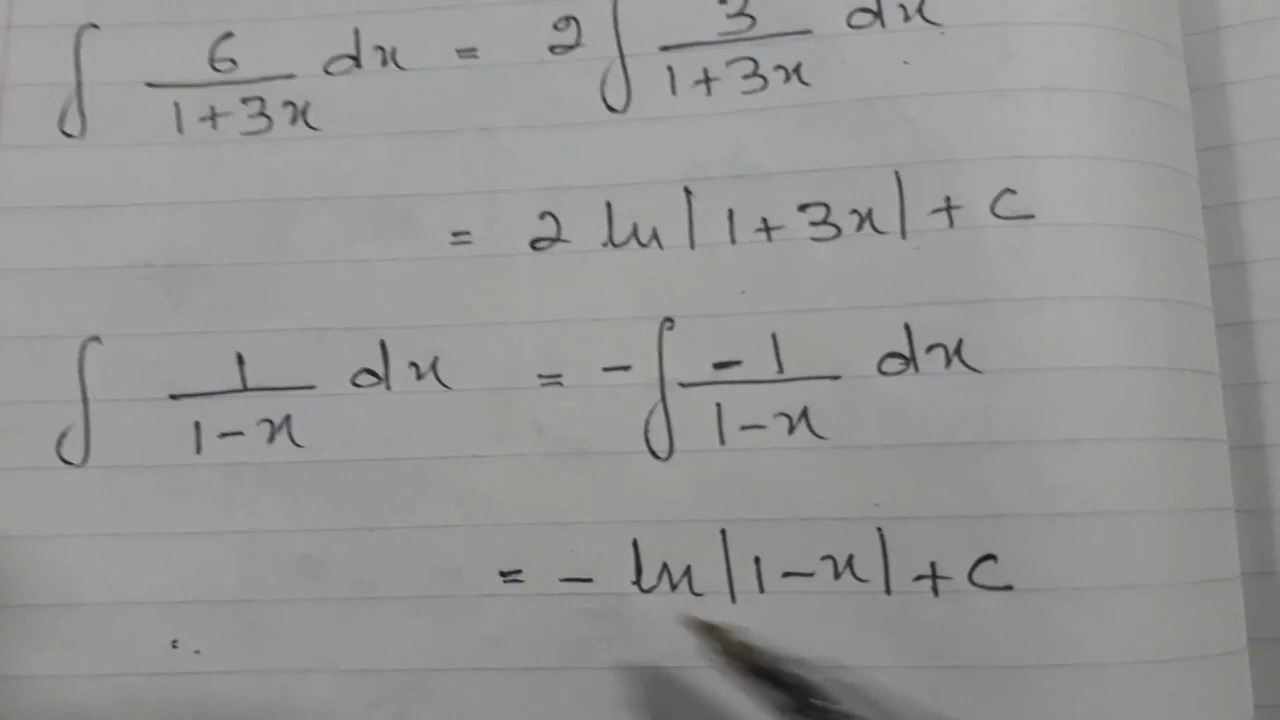 ∫ 6/(1+3x) dx = 2∫ 3/(1+3x) dx
= 2 ln|1+3x| + c
∫ 1/(1-x) dx = -∫ -1/(1-x) dx
= - ln|1-x| + c